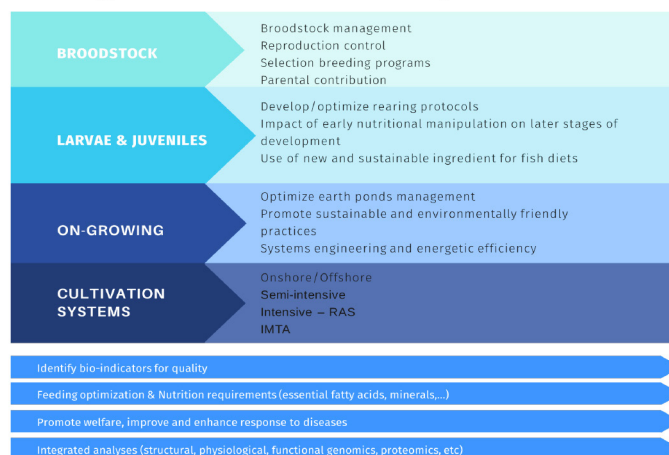 BROODSTOCK
Broodstock management
Reproduction control
Selection breeding programs
Parental contribution
LARVAE & JUVENILES
Develop/optimize rearing protocols
Impact of early nutritional manipulation on later stages of
development
Use of new and sustainable ingredient for fish diets
ON-GROWING
Optimize earth ponds management
Promote sustainable and environmentally friendly
practices
Systems engineering and energetic efficiency
CULTIVATION
SYSTEMS
Onshore/Offshore
Semi-intensive
Intensive – RAS
IMTA
Identify bio-indicators for quality
Feeding optimization & Nutrition requirements (essential fatty acids, minerals,...)
Promote welfare, improve and enhance response to diseases
Integrated analyses (structural, physiological, functional genomics, proteomics, etc)